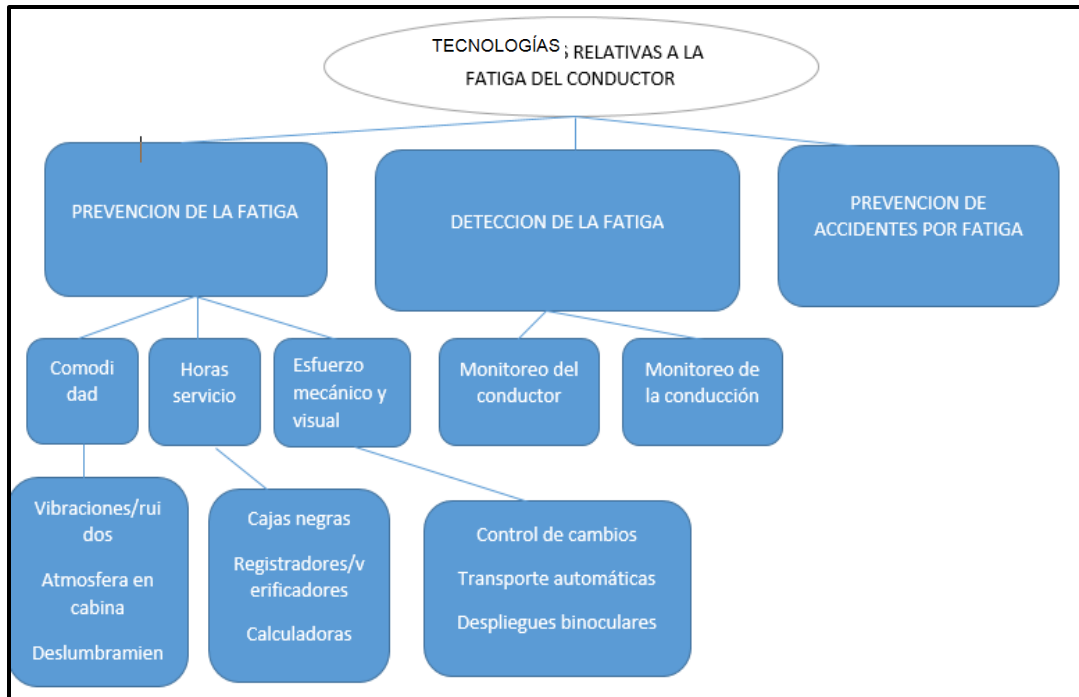 TECNOLOGÍAS S RELATIVAS A LA
FATIGA DEL CONDUCTOR
PREVENCION DE LA FATIGA
DETECCION DE LA FATIGA
PREVENCION DE
ACCIDENTES POR FATIGA
Comodi
dad
Horas
servicio
Esfuerzo
mecánico y
visual
Monitoreo del
conductor
Monitoreo de
la conducción
Vibraciones/rui
dos
Atmosfera en
cabina
Deslumbramien
Cajas negras
Registradores/v
erificadores
Calculadoras
Control de cambios
Transporte automáticas
Despliegues binoculares